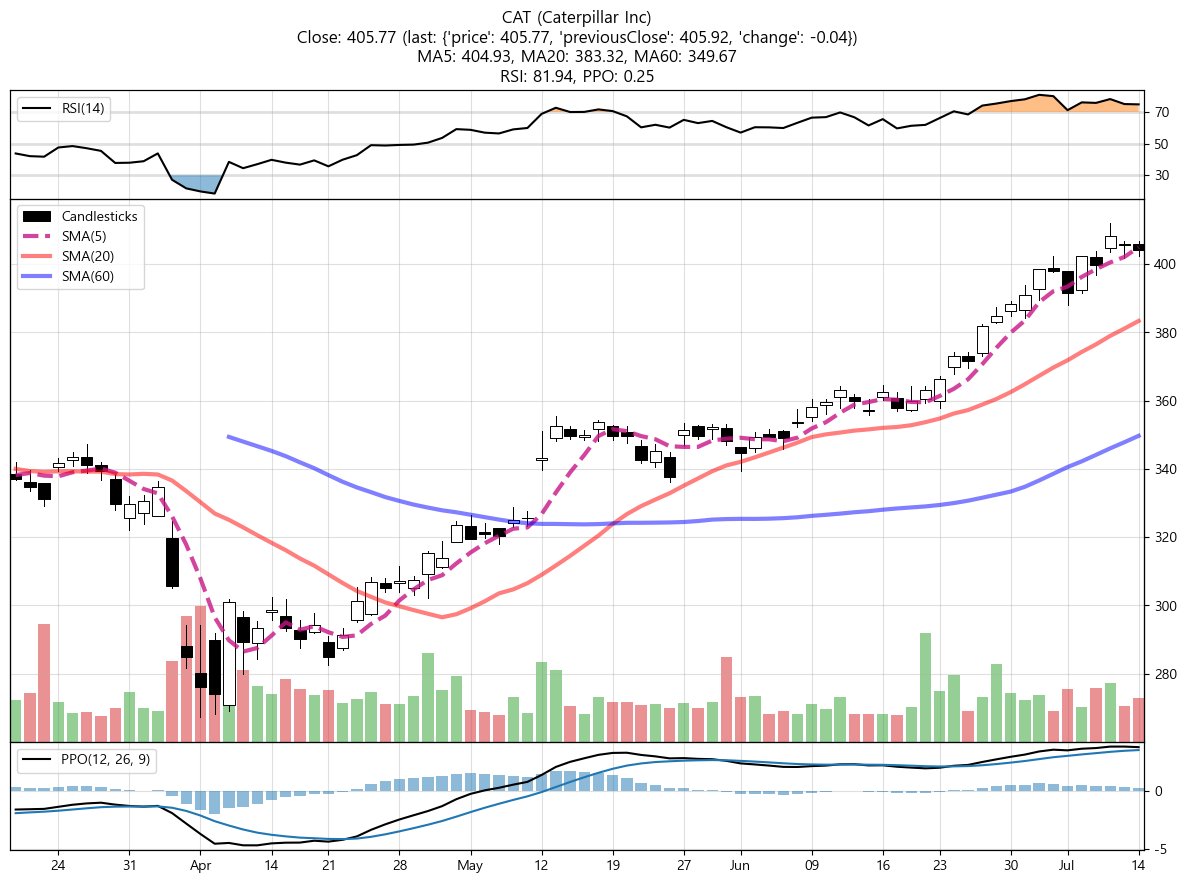 CAT (Caterpillar Inc)
Close: 405.77 (last: {'price': 405.77, 'previousClose': 405.92, 'change': -0.04})
MA5: 404.93, MA20: 383.32, MA60: 349.67
RSI: 81.94, PPO: 0.25
RSI(14)
70
50
30
Candlesticks
SMA(5)
SMA(20)
SMA(60)
400
380
360
340
320
300
280
PPO(12, 26, 9)
0
-5
24 31 Apr 14 21 28 May 12 19 27 Jun 09 16 23 30 Jul 14